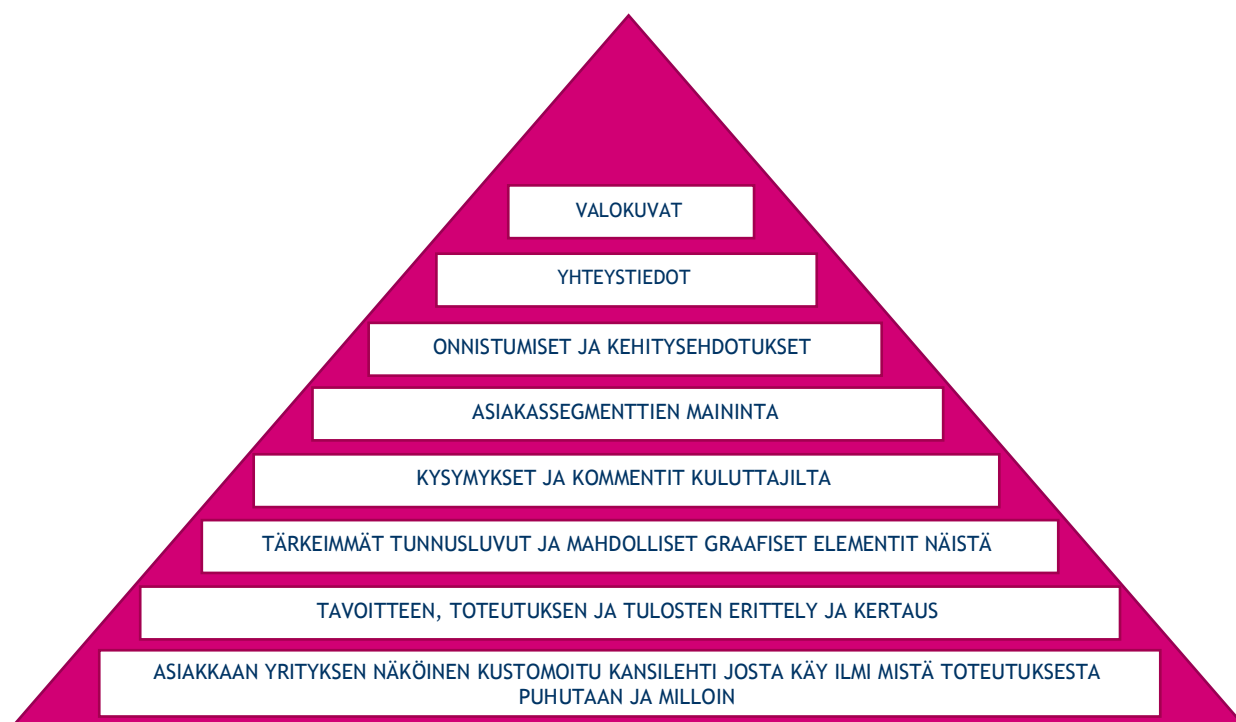 VALOKUVAT
YHTEYSTIEDOT
ONNISTUMISET JA KEHITYSEHDOTUKSET
ASIAKASSEGMENTTIEN MAININTA
KYSYMYKSET JA KOMMENTIT KULUTTAJILTA
TÄRKEIMMÄT TUNNUSLUVUT JA MAHDOLLISET GRAAFISET ELEMENTIT NÄISTÄ
TAVOITTEEN, TOTEUTUKSEN JA TULOSTEN ERITTELY JA KERTAUS
ASIAKKAAN YRITYKSEN NÄKÖINEN KUSTOMOITU KANSILEHTI JOSTA KÄY ILMI MISTÄ TOTEUTUKSESTA
PUHUTAAN JA MILLOIN